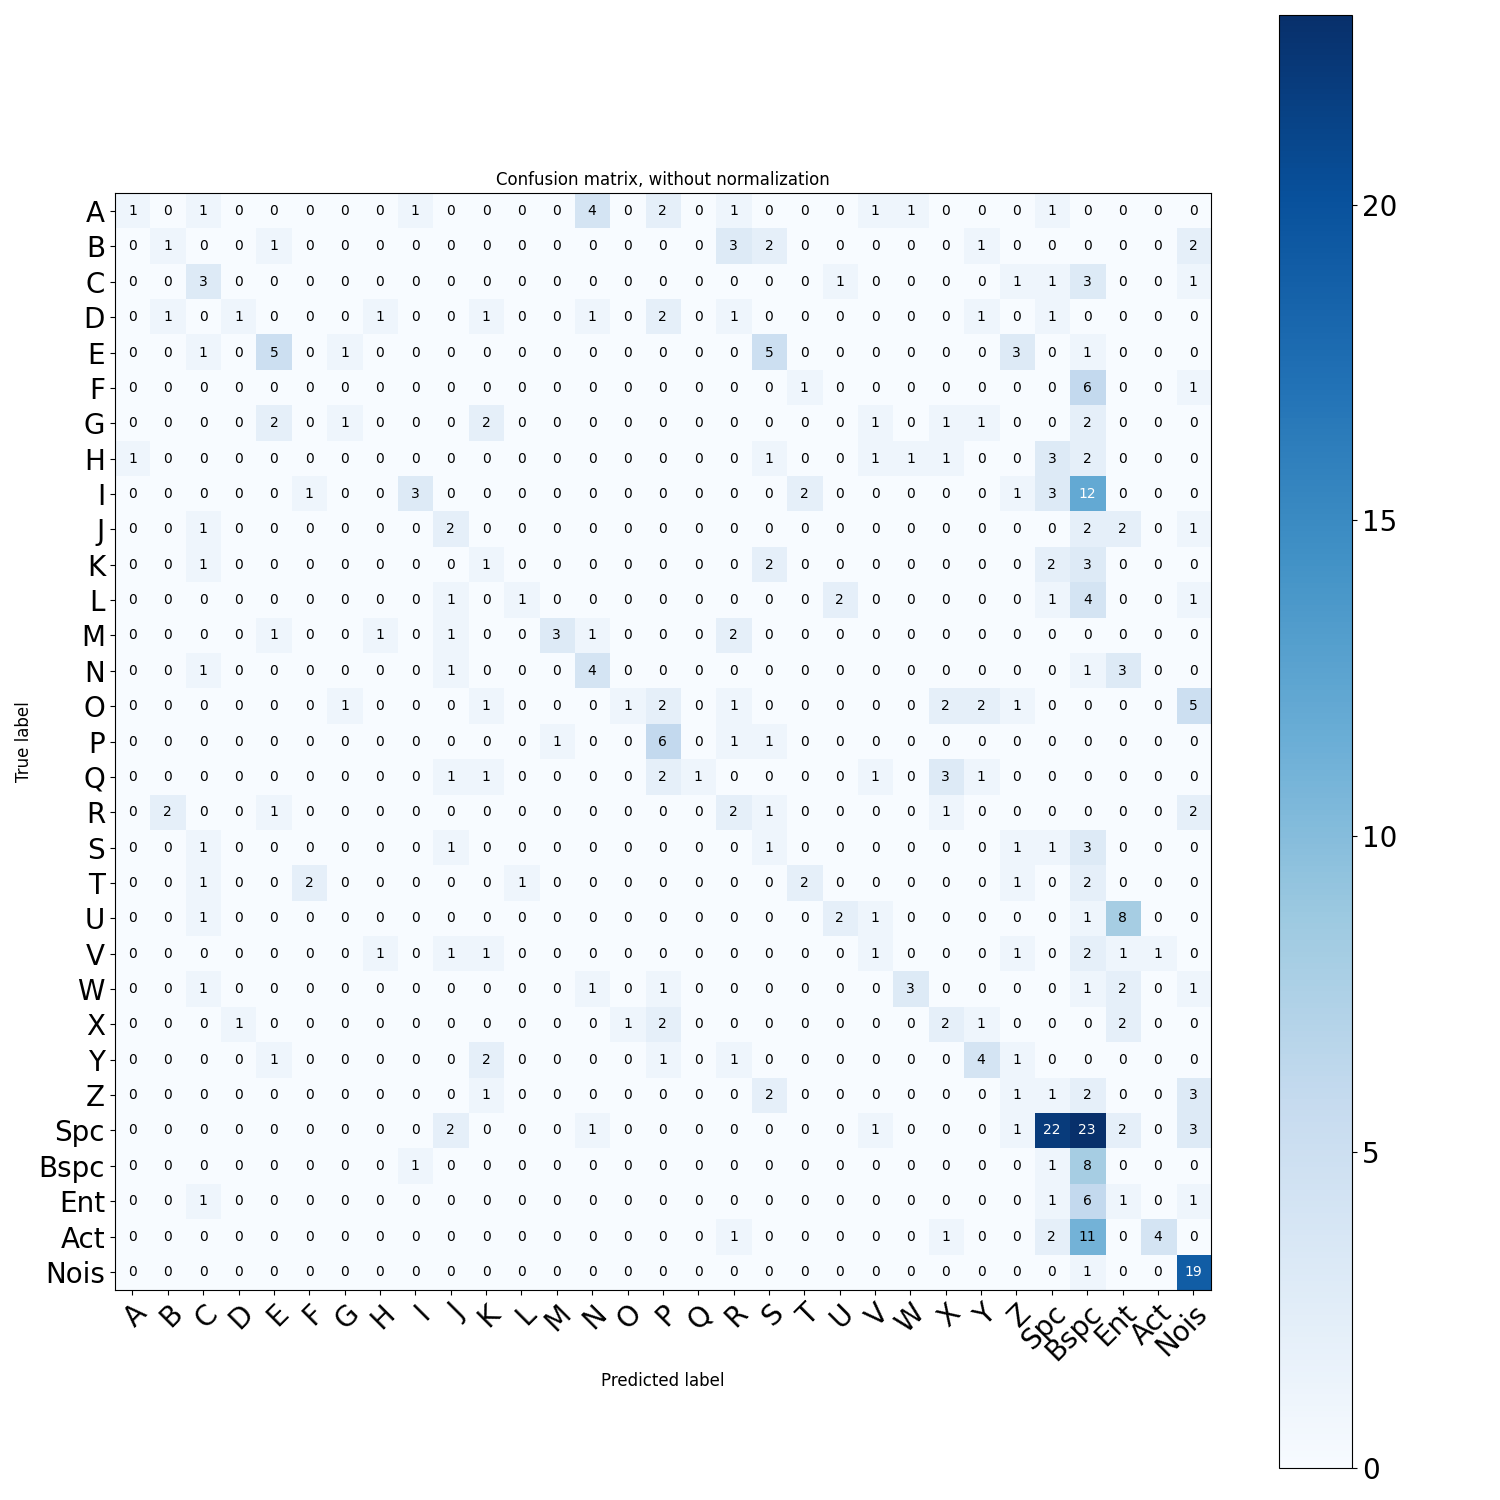 Confusion matrix, without normalization
A 1 0 1 0 0 0 0 0 1 0 0 0 0 4 0 2 0 1 0 0 0 1 1 0 0 0 1 0 0 0 0
B 0 1 0 0 1 0 0 0 0 0 0 0 0 0 0 0 0 3 2 0 0 0 0 0 1 0 0 0 0 0 2
C 0 0 3 0 0 0 0 0 0 0 0 0 0 0 0 0 0 0 0 0 1 0 0 0 0 1 1 3 0 0 1
D 0 1 0 1 0 0 0 1 0 0 1 0 0 1 0 2 0 1 0 0 0 0 0 0 1 0 1 0 0 0 0
E 0 0 1 0 5 0 1 0 0 0 0 0 0 0 0 0 0 0 5 0 0 0 0 0 0 3 0 1 0 0 0
F 0 0 0 0 0 0 0 0 0 0 0 0 0 0 0 0 0 0 0 1 0 0 0 0 0 0 0 6 0 0 1
G 0 0 0 0 2 0 1 0 0 0 2 0 0 0 0 0 0 0 0 0 0 1 0 1 1 0 0 2 0 0 0
H 1 0 0 0 0 0 0 0 0 0 0 0 0 0 0 0 0 0 1 0 0 1 1 1 0 0 3 2 0 0 0
I 0 0 0 0 0 1 0 0 3 0 0 0 0 0 0 0 0 0 0 2 0 0 0 0 0 1 3 12 0 0 0
J 0 0 1 0 0 0 0 0 0 2 0 0 0 0 0 0 0 0 0 0 0 0 0 0 0 0 0 2 2 0 1
K 0 0 1 0 0 0 0 0 0 0 1 0 0 0 0 0 0 0 2 0 0 0 0 0 0 0 2 3 0 0 0
L 0 0 0 0 0 0 0 0 0 1 0 1 0 0 0 0 0 0 0 0 2 0 0 0 0 0 1 4 0 0 1
M 0 0 0 0 1 0 0 1 0 1 0 0 3 1 0 0 0 2 0 0 0 0 0 0 0 0 0 0 0 0 0
N 0 0 1 0 0 0 0 0 0 1 0 0 0 4 0 0 0 0 0 0 0 0 0 0 0 0 0 1 3 0 0
O 0 0 0 0 0 0 1 0 0 0 1 0 0 0 1 2 0 1 0 0 0 0 0 2 2 1 0 0 0 0 5
P 0 0 0 0 0 0 0 0 0 0 0 0 1 0 0 6 0 1 1 0 0 0 0 0 0 0 0 0 0 0 0
Q 0 0 0 0 0 0 0 0 0 1 1 0 0 0 0 2 1 0 0 0 0 1 0 3 1 0 0 0 0 0 0
R 0 2 0 0 1 0 0 0 0 0 0 0 0 0 0 0 0 2 1 0 0 0 0 1 0 0 0 0 0 0 2
S 0 0 1 0 0 0 0 0 0 1 0 0 0 0 0 0 0 0 1 0 0 0 0 0 0 1 1 3 0 0 0
T 0 0 1 0 0 2 0 0 0 0 0 1 0 0 0 0 0 0 0 2 0 0 0 0 0 1 0 2 0 0 0
U 0 0 1 0 0 0 0 0 0 0 0 0 0 0 0 0 0 0 0 0 2 1 0 0 0 0 0 1 8 0 0
V 0 0 0 0 0 0 0 1 0 1 1 0 0 0 0 0 0 0 0 0 0 1 0 0 0 1 0 2 1 1 0
W 0 0 1 0 0 0 0 0 0 0 0 0 0 1 0 1 0 0 0 0 0 0 3 0 0 0 0 1 2 0 1
X 0 0 0 1 0 0 0 0 0 0 0 0 0 0 1 2 0 0 0 0 0 0 0 2 1 0 0 0 2 0 0
Y 0 0 0 0 1 0 0 0 0 0 2 0 0 0 0 1 0 1 0 0 0 0 0 0 4 1 0 0 0 0 0
Z 0 0 0 0 0 0 0 0 0 0 1 0 0 0 0 0 0 0 2 0 0 0 0 0 0 1 1 2 0 0 3
Spc 0 0 0 0 0 0 0 0 0 2 0 0 0 1 0 0 0 0 0 0 0 1 0 0 0 1 22 23 2 0 3
Bspc 0 0 0 0 0 0 0 0 1 0 0 0 0 0 0 0 0 0 0 0 0 0 0 0 0 0 1 8 0 0 0
Ent 0 0 1 0 0 0 0 0 0 0 0 0 0 0 0 0 0 0 0 0 0 0 0 0 0 0 1 6 1 0 1
Act 0 0 0 0 0 0 0 0 0 0 0 0 0 0 0 0 0 1 0 0 0 0 0 1 0 0 2 11 0 4 0
Nois 0 0 0 0 0 0 0 0 0 0 0 0 0 0 0 0 0 0 0 0 0 0 0 0 0 0 0 1 0 0 19
A B C D E F G H I J K L M N O P Q R S T U V W X Y Z Spc Bspc Ent Act Nois
True label
Predicted label
20
15
10
5
0